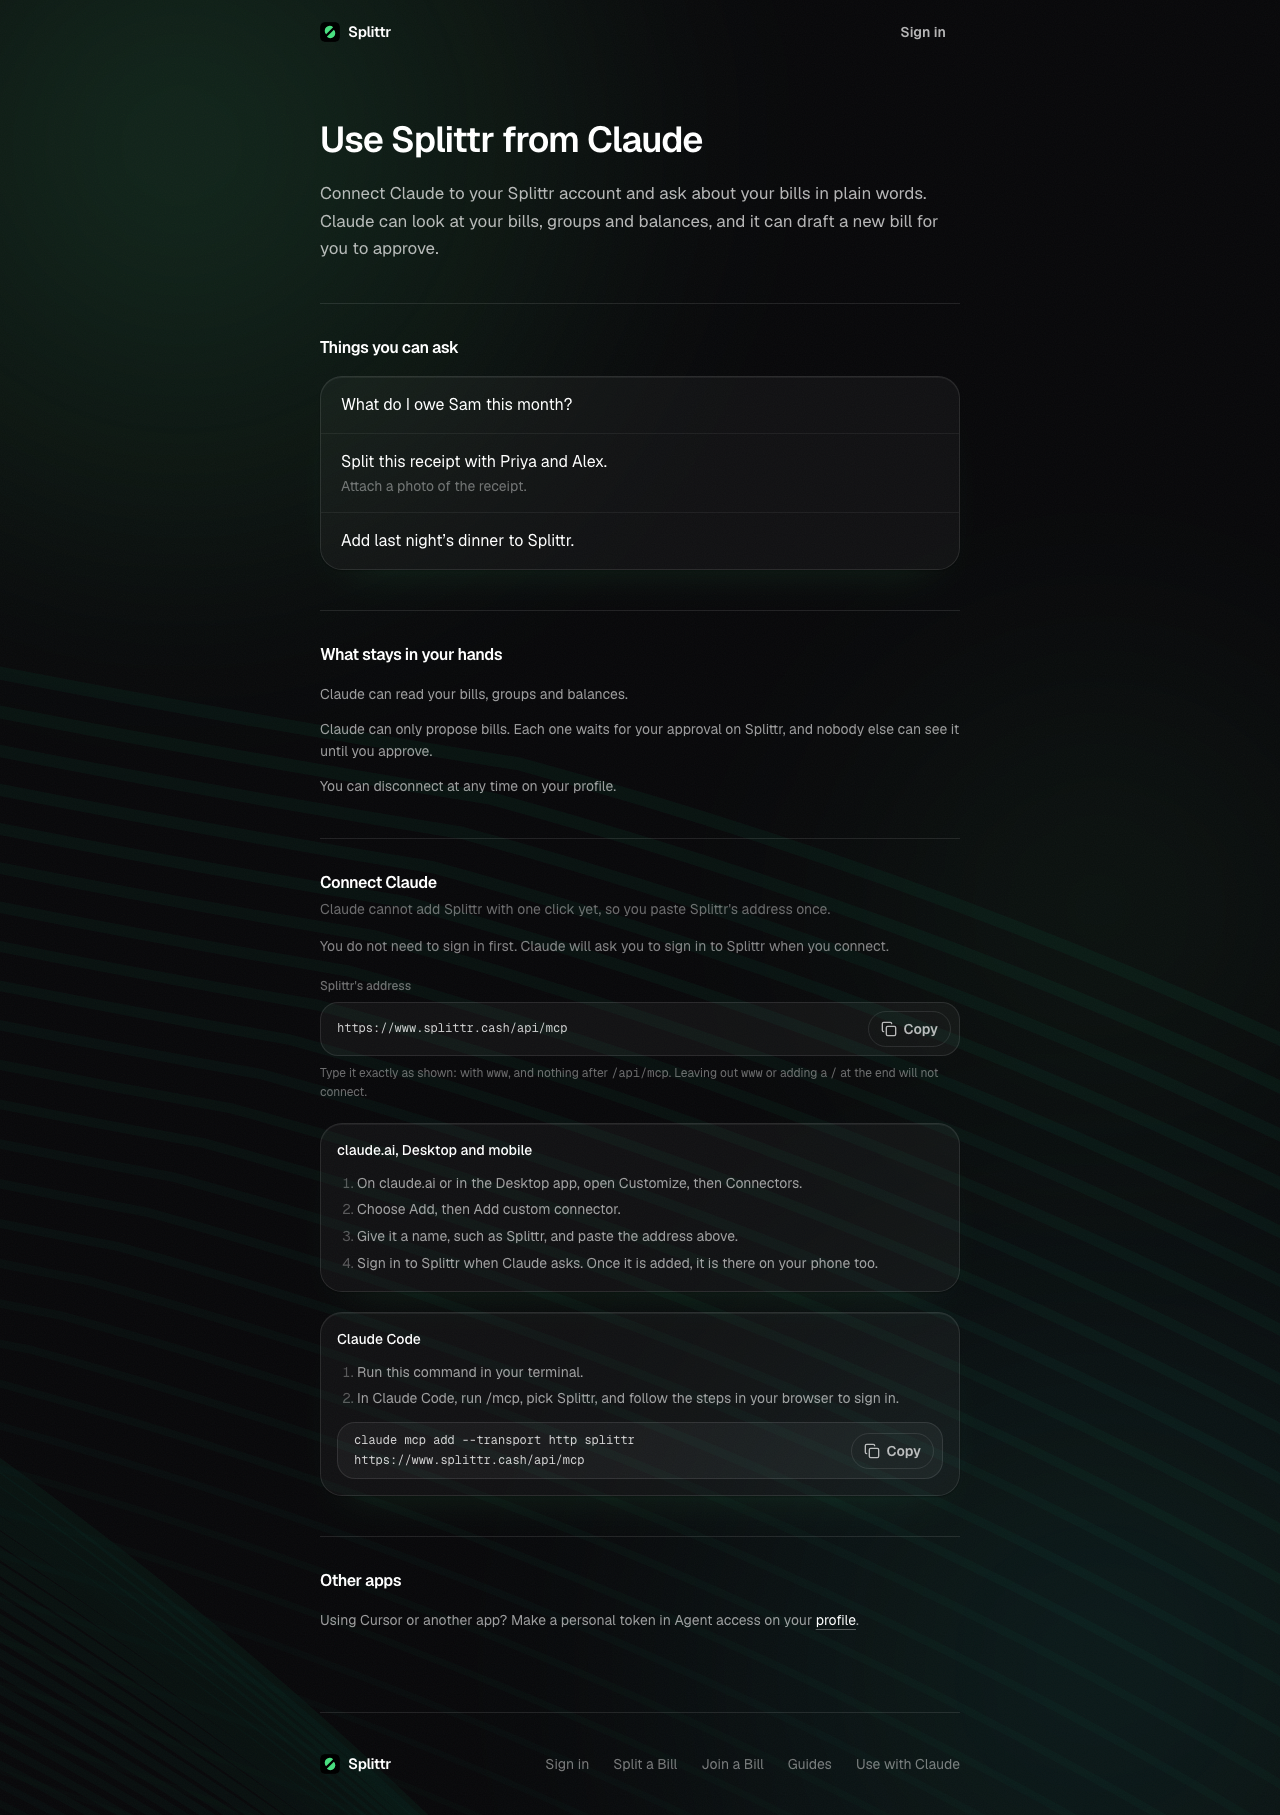 Splittr
Sign in
Use Splittr from Claude
Connect Claude to your Splittr account and ask about your bills in plain words.
Claude can look at your bills, groups and balances, and it can draft a new bill for
you to approve.
Things you can ask
What do I owe Sam this month?
Split this receipt with Priya and Alex.
Attach a photo of the receipt.
Add last night’s dinner to Splittr.
What stays in your hands
Claude can read your bills, groups and balances.
Claude can only propose bills. Each one waits for your approval on Splittr, and nobody else can see it
until you approve.
You can disconnect at any time on your profile.
Connect Claude
Claude cannot add Splittr with one click yet, so you paste Splittr’s address once.
You do not need to sign in first. Claude will ask you to sign in to Splittr when you connect.
Splittr’s address
https://www.splittr.cash/api/mcp
Copy
Type it exactly as shown: with www, and nothing after /api/mcp. Leaving out www or adding a / at the end will not
connect.
claude.ai, Desktop and mobile
1. On claude.ai or in the Desktop app, open Customize, then Connectors.
2. Choose Add, then Add custom connector.
3. Give it a name, such as Splittr, and paste the address above.
4. Sign in to Splittr when Claude asks. Once it is added, it is there on your phone too.
Claude Code
1. Run this command in your terminal.
2. In Claude Code, run /mcp, pick Splittr, and follow the steps in your browser to sign in.
claude mcp add --transport http splittr
https://www.splittr.cash/api/mcp
Copy
Other apps
Using Cursor or another app? Make a personal token in Agent access on your profile.
Splittr
Sign in
Split a Bill
Join a Bill
Guides
Use with Claude